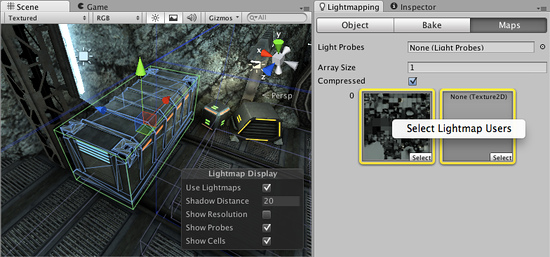 Scene
Game
Textured
RGB
Gizmos
All
y
x
z
Persp
Lightmap Display
Use Lightmaps
Shadow Distance 20
Show Resolution
Show Probes
Show Cells
Lightmapping
Inspector
Object
Bake
Maps
Light Probes None (Light Probes)
Array Size 1
Compressed
0
None (Texture2D)
Select Lightmap Users
Select
Select